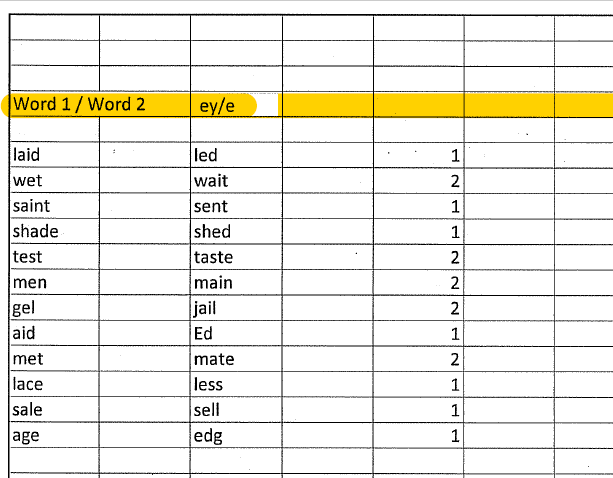 Word 1 / Word 2 ey/e
laid led 1
wet wait 2
saint sent 1
shade shed 1
test taste 2
men main 2
gel jail 2
aid Ed 1
met mate 2
lace less 1
sale sell 1
age edg 1